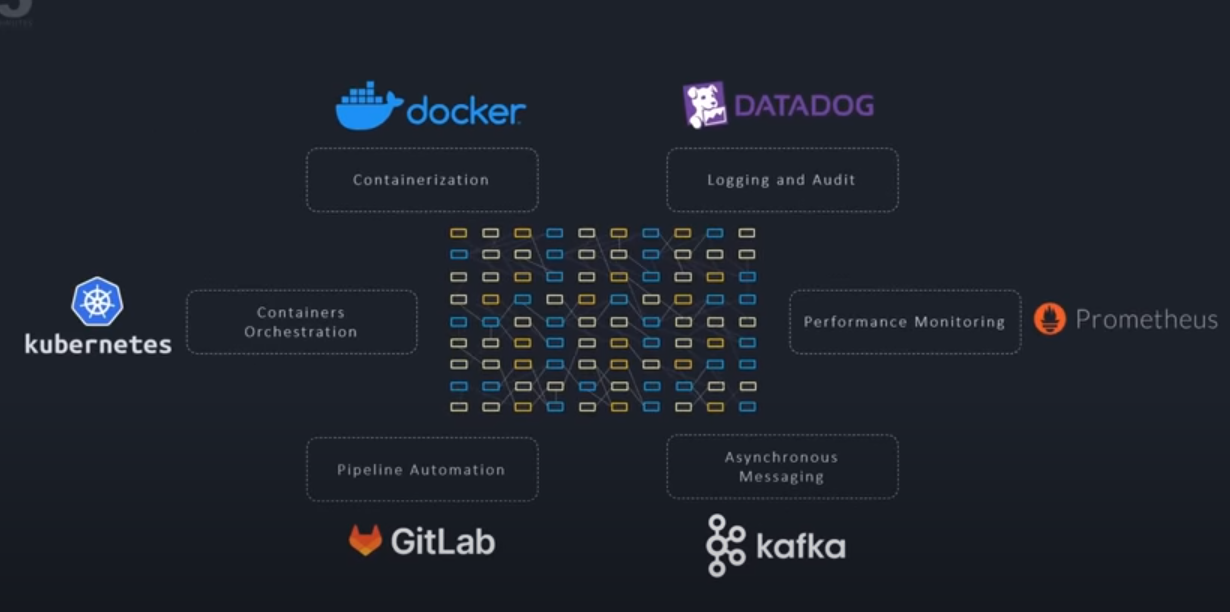 docker
DATADOG
Containerization
Logging and Audit
kubernetes
Containers
Orchestration
Performance Monitoring
Prometheus
Pipeline Automation
Asynchronous
Messaging
GitLab
kafka